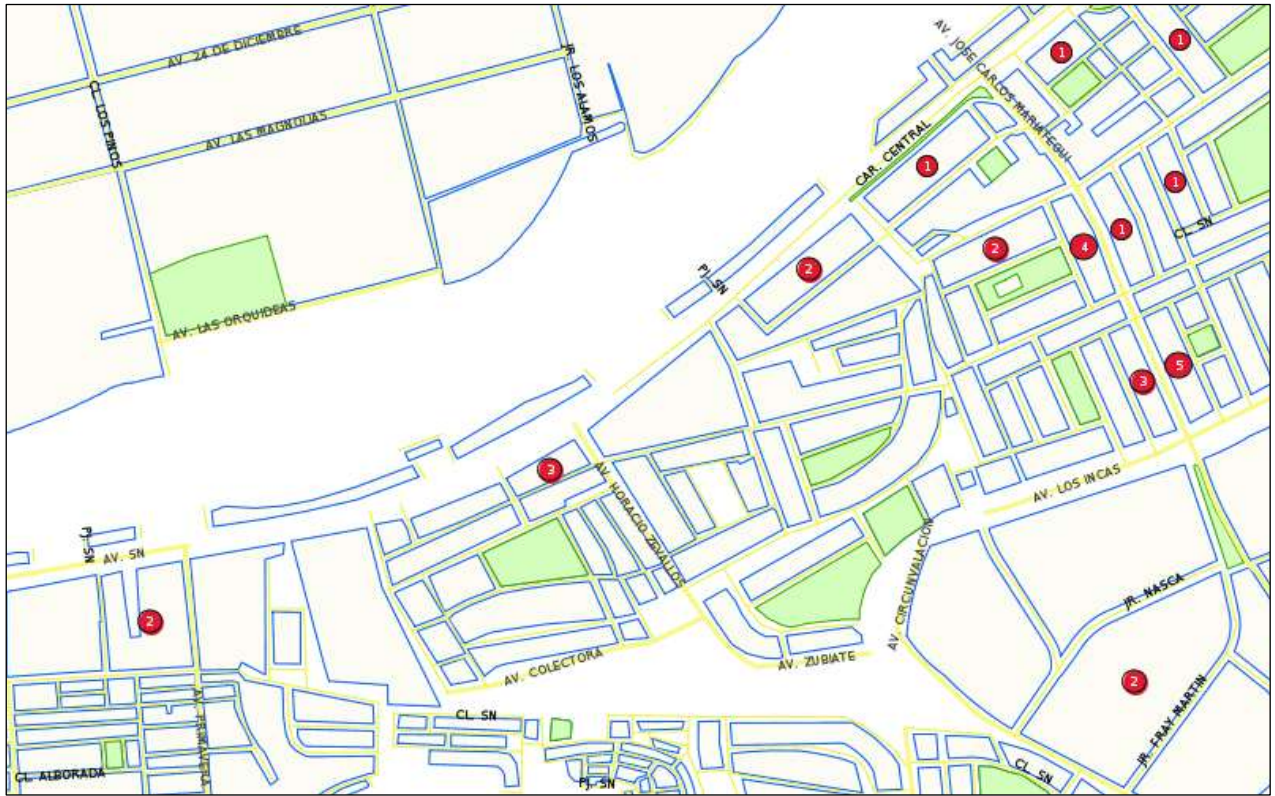 AV. 24 DE DICIEMBRE
JR. LOS ALAMOS
AV. JOSE CARLOS MARIATEGUI
1
1
CL. LOS PINOS
AV. LAS MAGNOLIAS
CAR. CENTRAL
1
1
CL. SN
1
4
2
2
PJ. SN
AV. LAS ORQUIDEAS
5
3
3
AV. HORACIO ZEVALLOS
AV. LOS INCAS
PJ. SN
AV. SN
AV. CIRCUNVALACION
JR. NASCA
2
AV. COLECTORA
AV. ZUBIATE
2
AV. PRIMAVERA
CL. SN
JR. FRAY MARTIN
CL. ALBORADA
PJ. SN
CL. SN